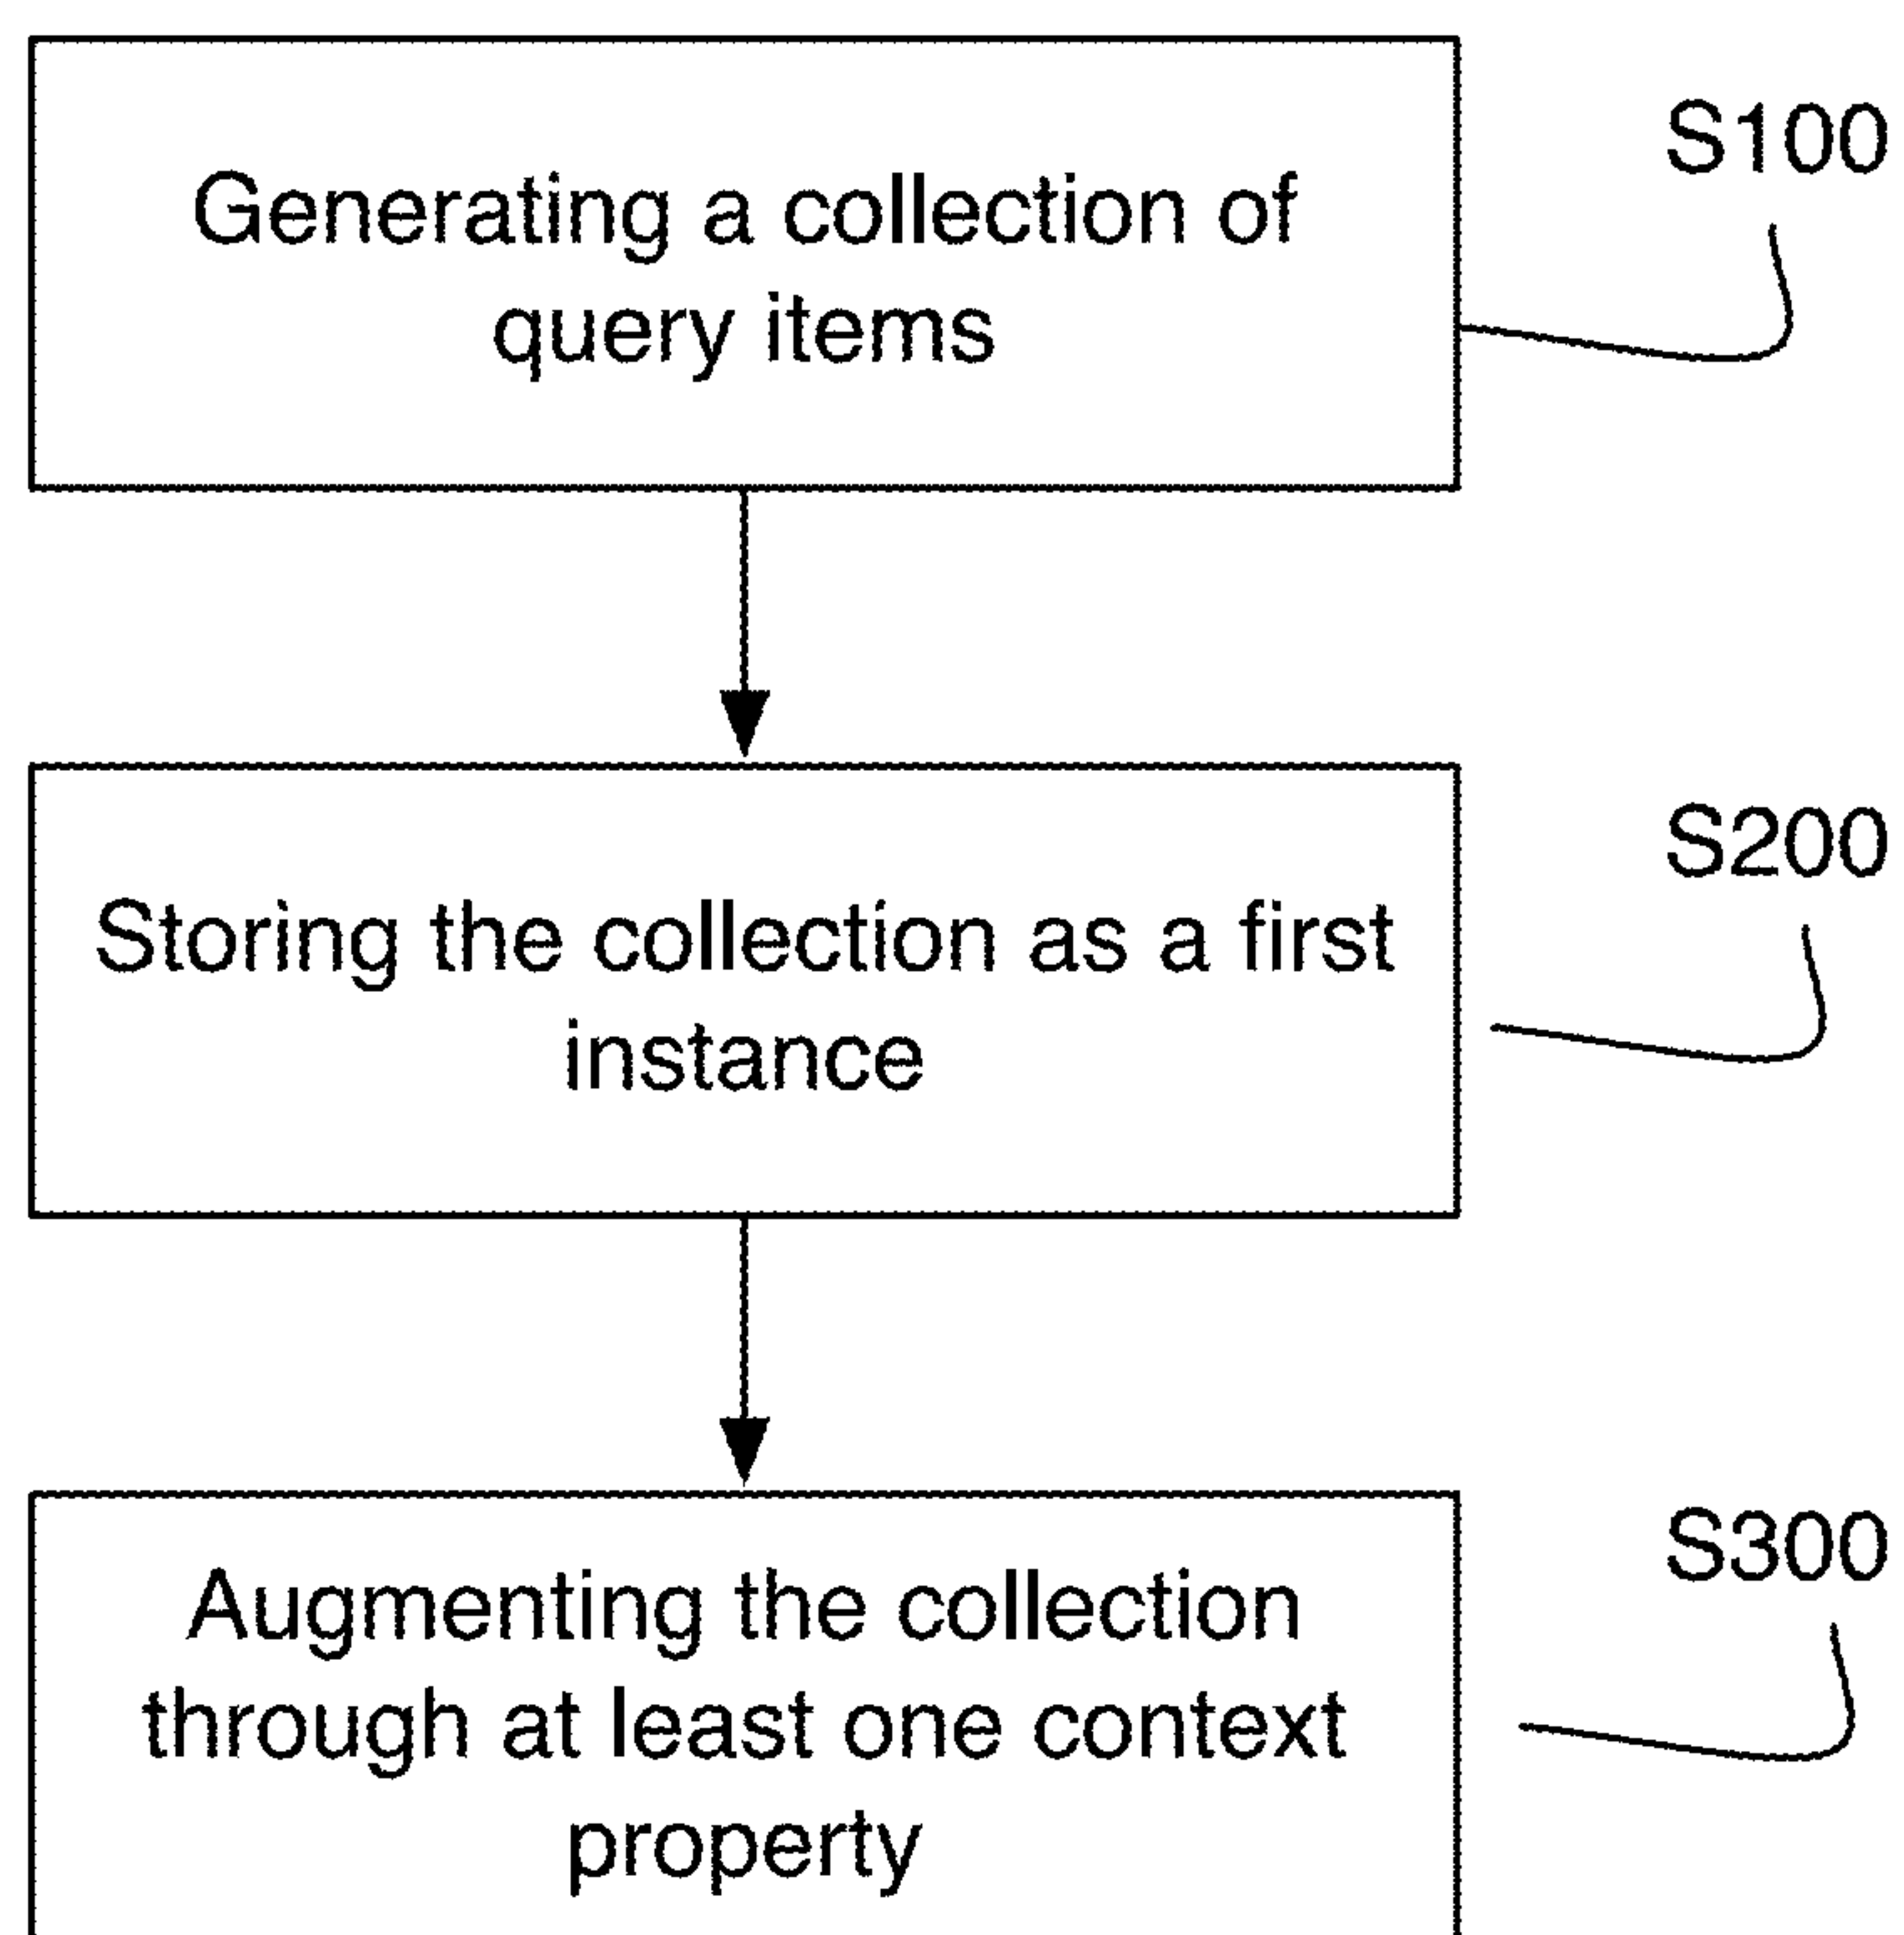 Generating a collection of
query items
S100
Storing the collection as a first
instance
S200
Augmenting the collection
through at least one context
property
S300